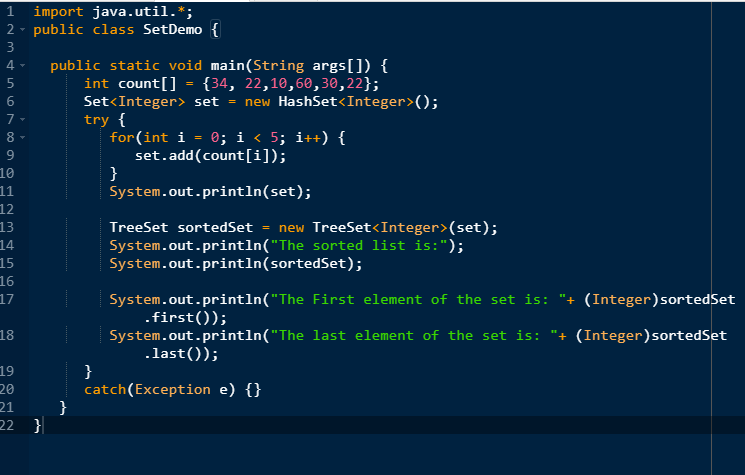 1 import java.util.*;
2 public class SetDemo {
3
4 public static void main(String args[]) {
5 int count[] = {34, 22,10,60,30,22};
6 Set<Integer> set = new HashSet<Integer>();
7 try {
8 for(int i = 0; i < 5; i++) {
9 set.add(count[i]);
10 }
11 System.out.println(set);
12
13 TreeSet sortedSet = new TreeSet<Integer>(set);
14 System.out.println("The sorted list is:");
15 System.out.println(sortedSet);
16
17 System.out.println("The First element of the set is: "+ (Integer)sortedSet
.first());
18 System.out.println("The last element of the set is: "+ (Integer)sortedSet
.last());
19 }
20 catch(Exception e) {}
21 }
22 }